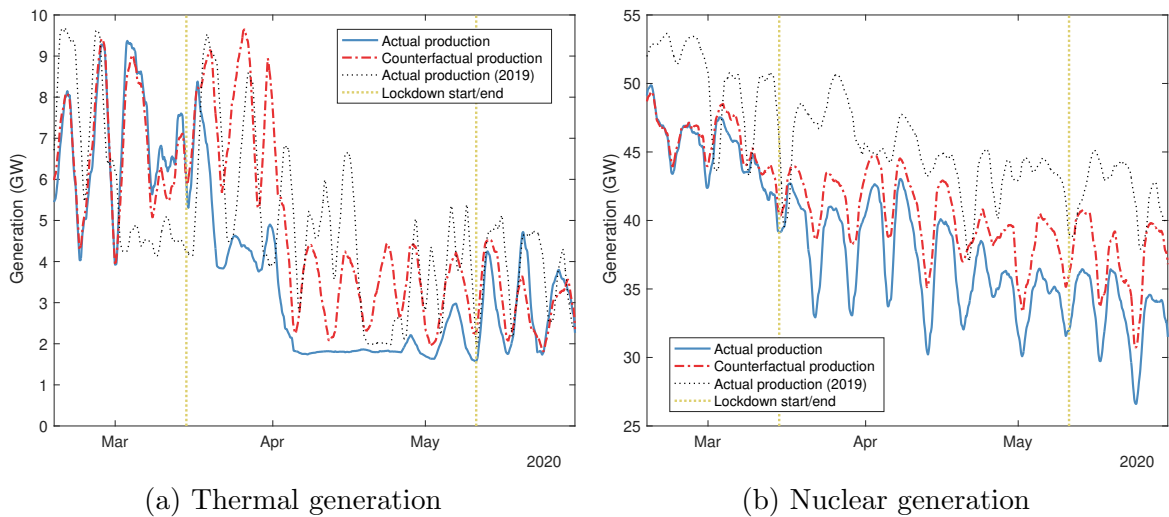 10
9
8
7
6
5
4
3
2
1
0
Generation (GW)
Actual production
Counterfactual production
Actual production (2019)
Lockdown start/end
Mar
Apr
May
2020
(a) Thermal generation
55
50
45
40
35
30
25
Generation (GW)
Actual production
Counterfactual production
Actual production (2019)
Lockdown start/end
Mar
Apr
May
2020
(b) Nuclear generation